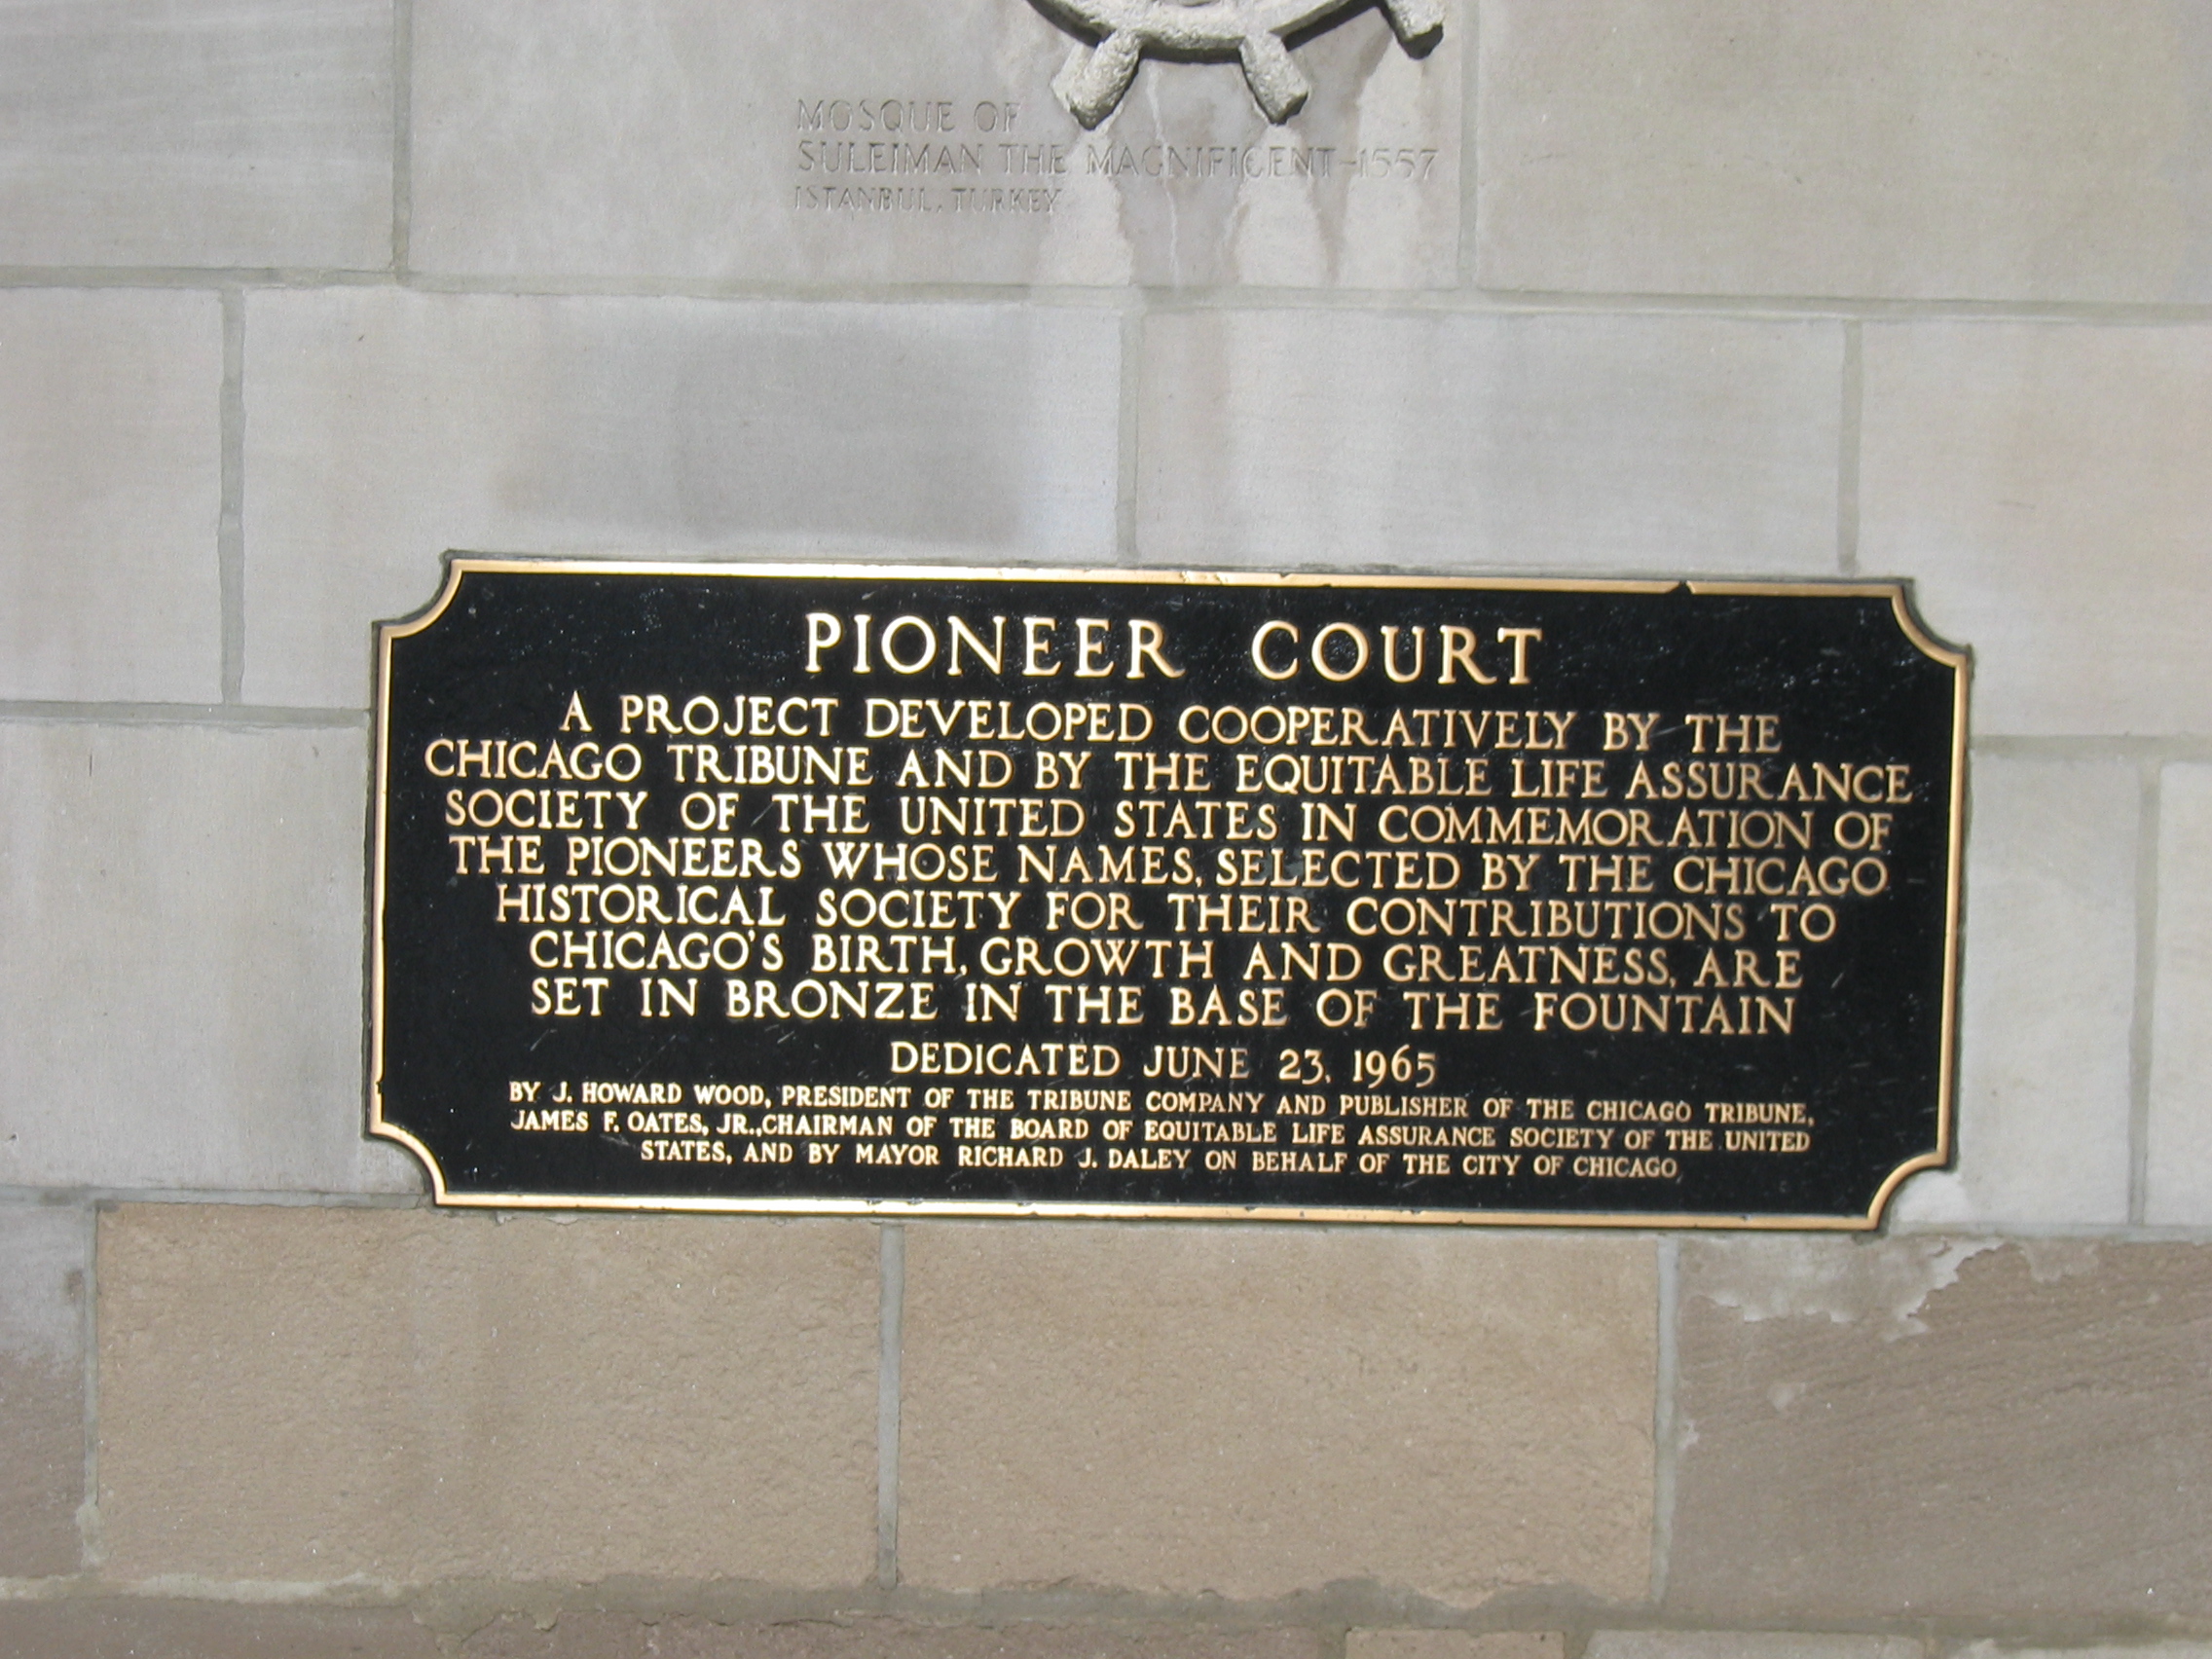 MOSQUE OF
SULEIMAN THE MAGNIFICENT-1557
ISTANBUL, TURKEY
PIONEER COURT
A PROJECT DEVELOPED COOPERATIVELY BY THE
CHICAGO TRIBUNE AND BY THE EQUITABLE LIFE ASSURANCE
SOCIETY OF THE UNITED STATES IN COMMEMORATION OF
THE PIONEERS WHOSE NAMES, SELECTED BY THE CHICAGO
HISTORICAL SOCIETY FOR THEIR CONTRIBUTIONS TO
CHICAGO'S BIRTH, GROWTH AND GREATNESS, ARE
SET IN BRONZE IN THE BASE OF THE FOUNTAIN
DEDICATED JUNE 23, 1965
BY J. HOWARD WOOD, PRESIDENT OF THE TRIBUNE COMPANY AND PUBLISHER OF THE CHICAGO TRIBUNE,
JAMES F. OATES, JR., CHAIRMAN OF THE BOARD OF EQUITABLE LIFE ASSURANCE SOCIETY OF THE UNITED
STATES, AND BY MAYOR RICHARD J. DALEY ON BEHALF OF THE CITY OF CHICAGO.